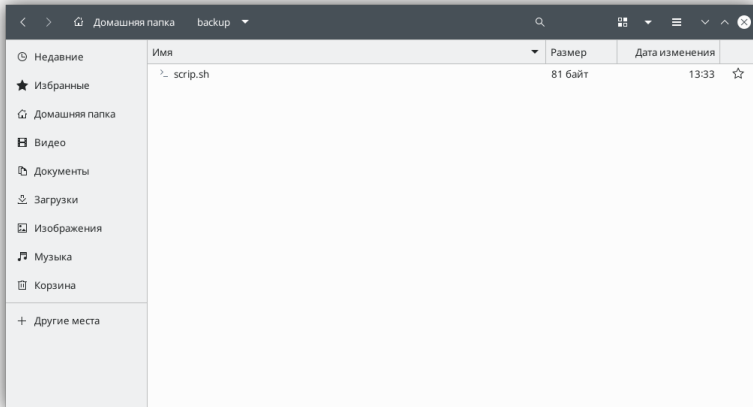 Домашняя папка backup
Недавние
Избранные
Домашняя папка
Видео
Документы
Загрузки
Изображения
Музыка
Корзина
Другие места
Имя Размер Дата изменения
scrip.sh 81 байт 13:33